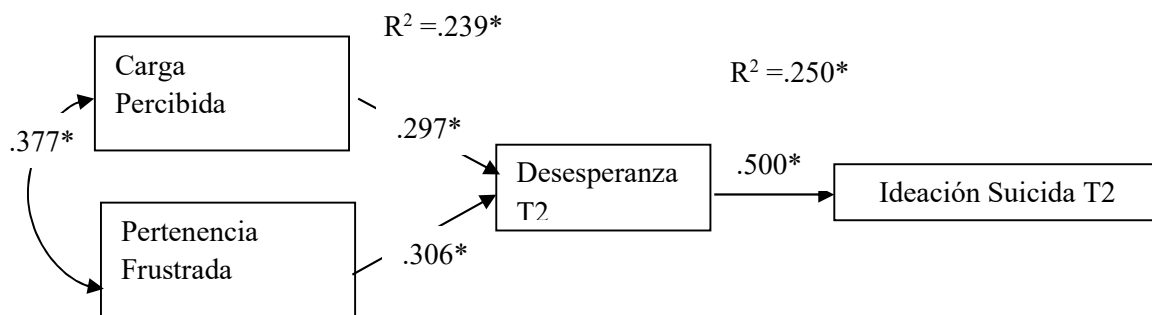 R² =.239*
Carga
Percibida
R² =.250*
.377*
.297*
Desesperanza
T2
.500*
Ideación Suicida T2
Pertenencia
Frustrada
.306*